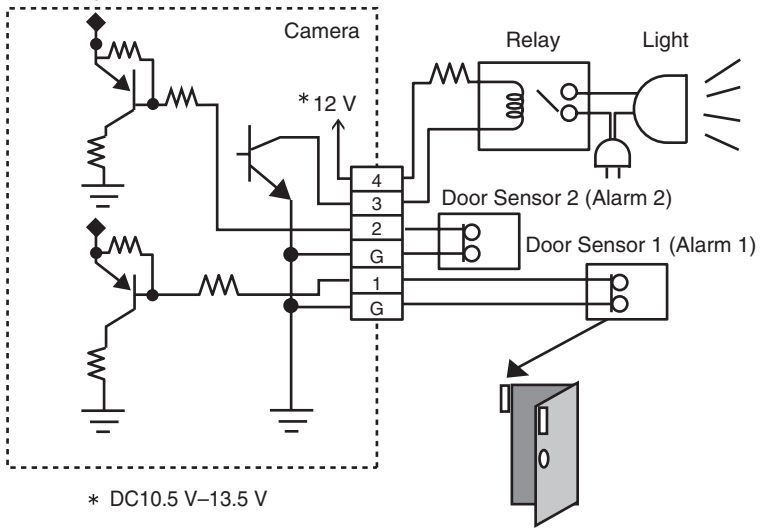 Camera
Relay
Light
* 12 V
4
3
2
G
1
G
Door Sensor 2 (Alarm 2)
Door Sensor 1 (Alarm 1)
* DC10.5 V–13.5 V